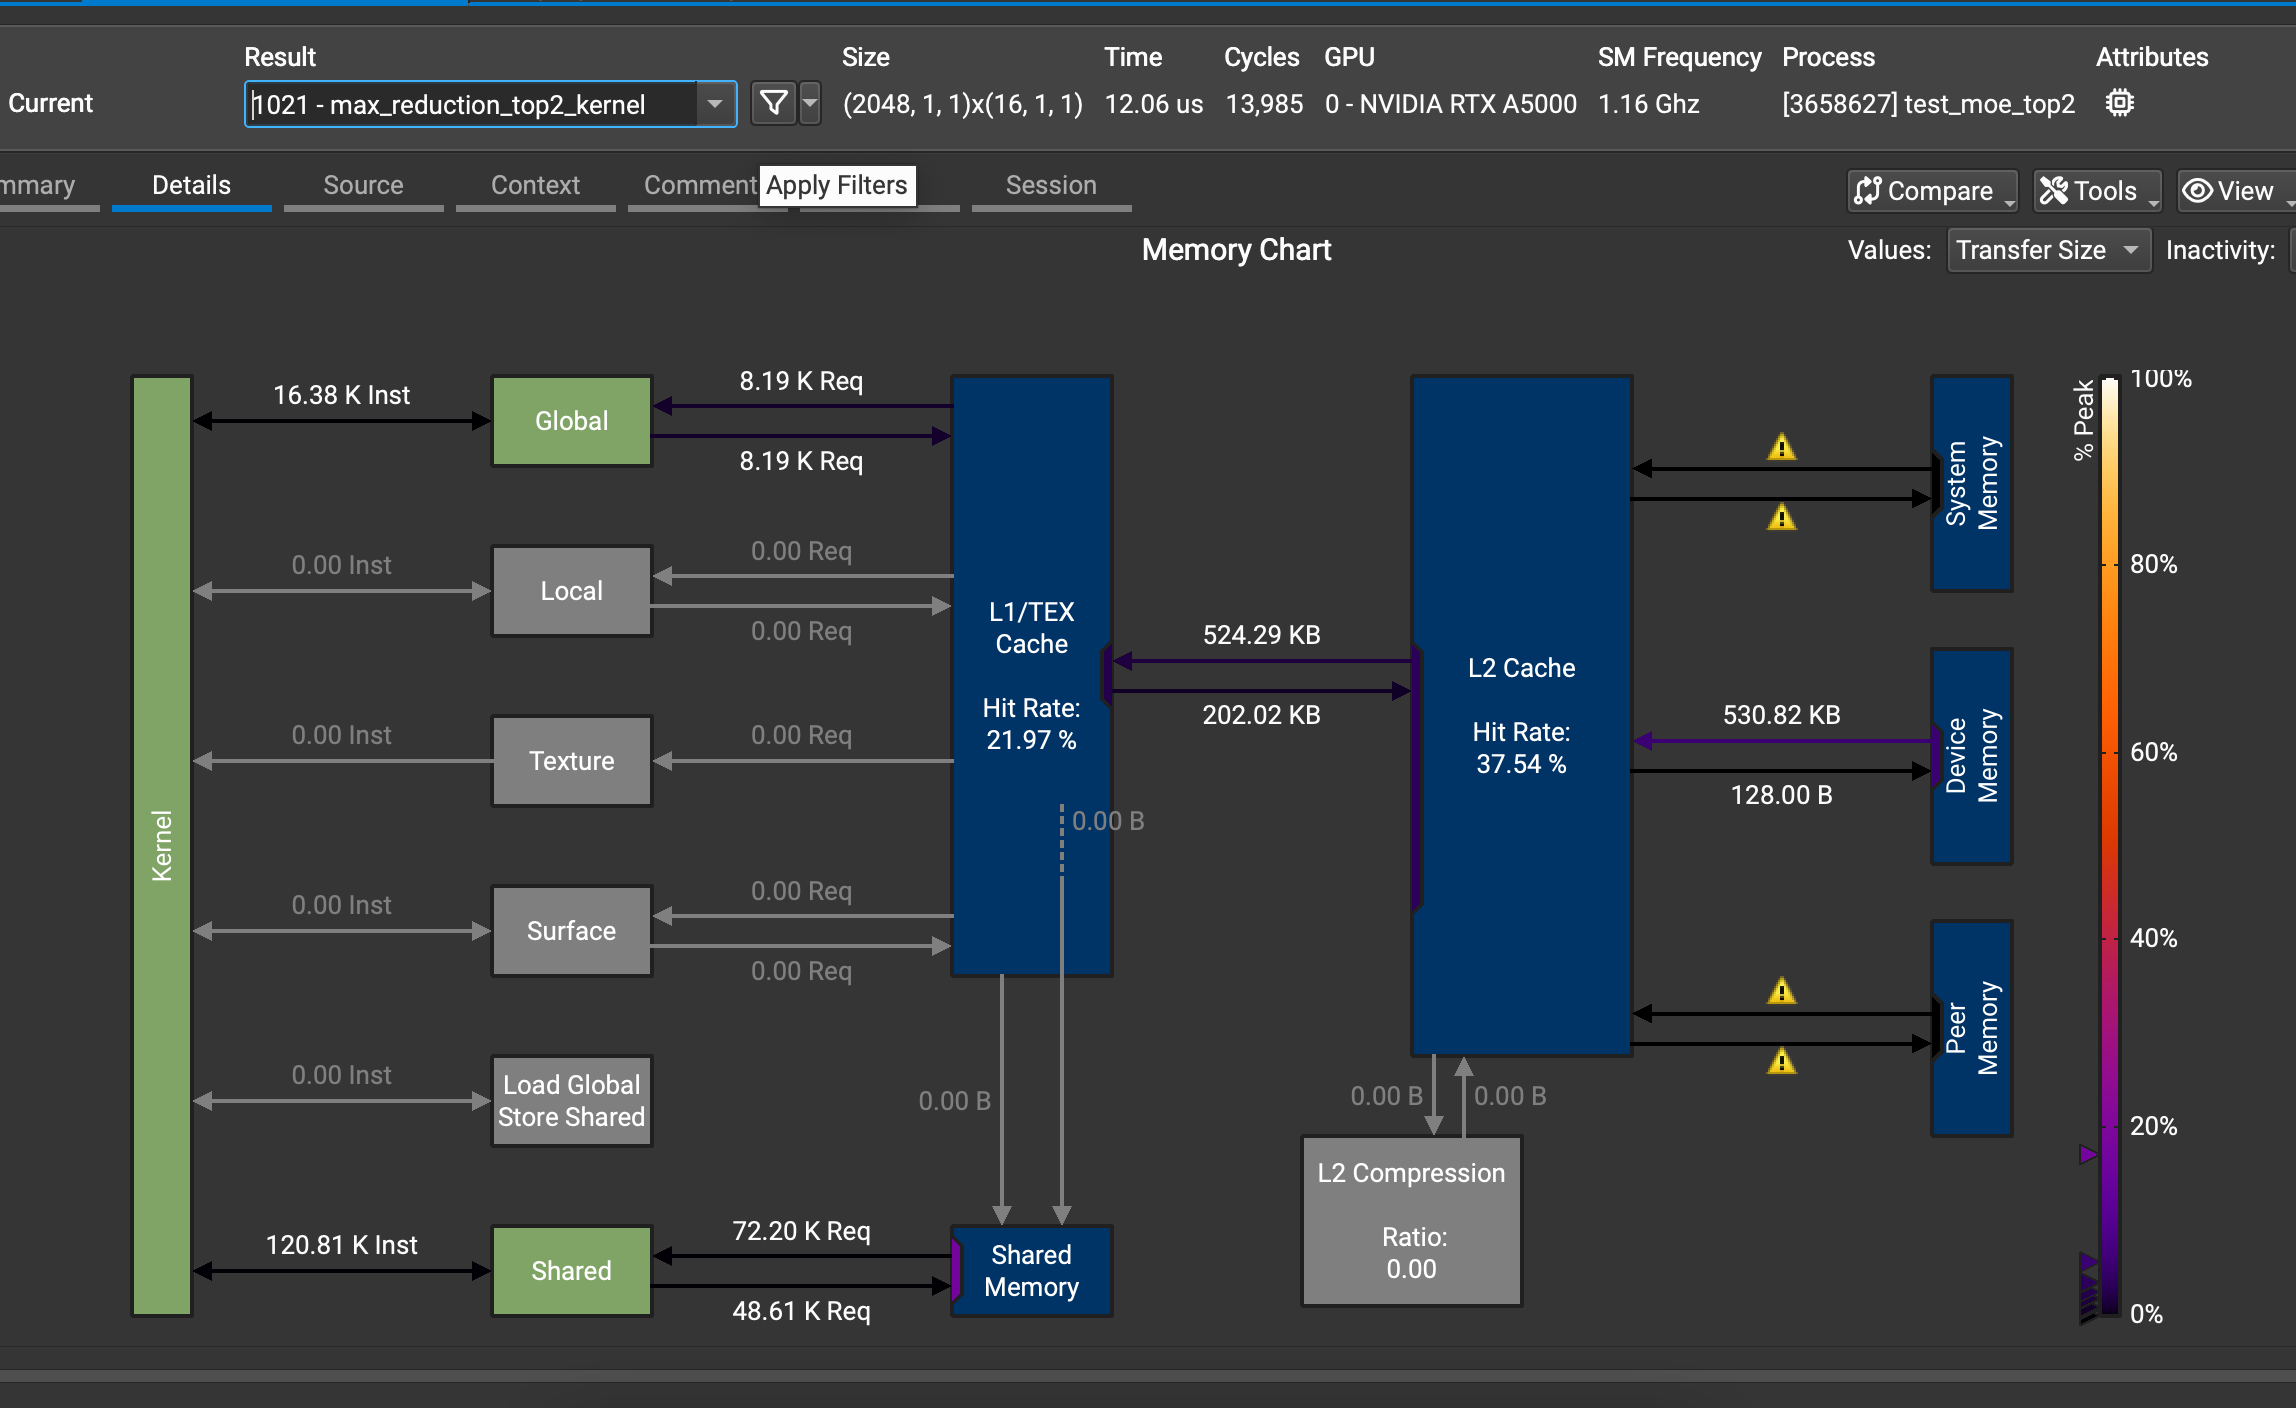 Result
Size
Time
Cycles
GPU
SM Frequency
Process
Attributes
Current
1021 - max_reduction_top2_kernel
(2048, 1, 1)x(16, 1, 1)
12.06 us
13,985
0 - NVIDIA RTX A5000
1.16 Ghz
[3658627] test_moe_top2
mmary
Details
Source
Context
Comment
Apply Filters
Session
Compare
Tools
View
Memory Chart
Values:
Transfer Size
Inactivity:
16.38 K Inst
Global
8.19 K Req
8.19 K Req
0.00 Inst
Local
0.00 Req
0.00 Req
0.00 Inst
Texture
0.00 Req
0.00 Inst
Surface
0.00 Req
0.00 Req
0.00 Inst
Load Global
Store Shared
120.81 K Inst
Shared
72.20 K Req
48.61 K Req
Kernel
L1/TEX
Cache
Hit Rate:
21.97 %
0.00 B
0.00 B
Shared
Memory
524.29 KB
202.02 KB
L2 Cache
Hit Rate:
37.54 %
0.00 B
0.00 B
L2 Compression
Ratio:
0.00
530.82 KB
128.00 B
System
Memory
Device
Memory
Peer
Memory
% Peak
100%
80%
60%
40%
20%
0%